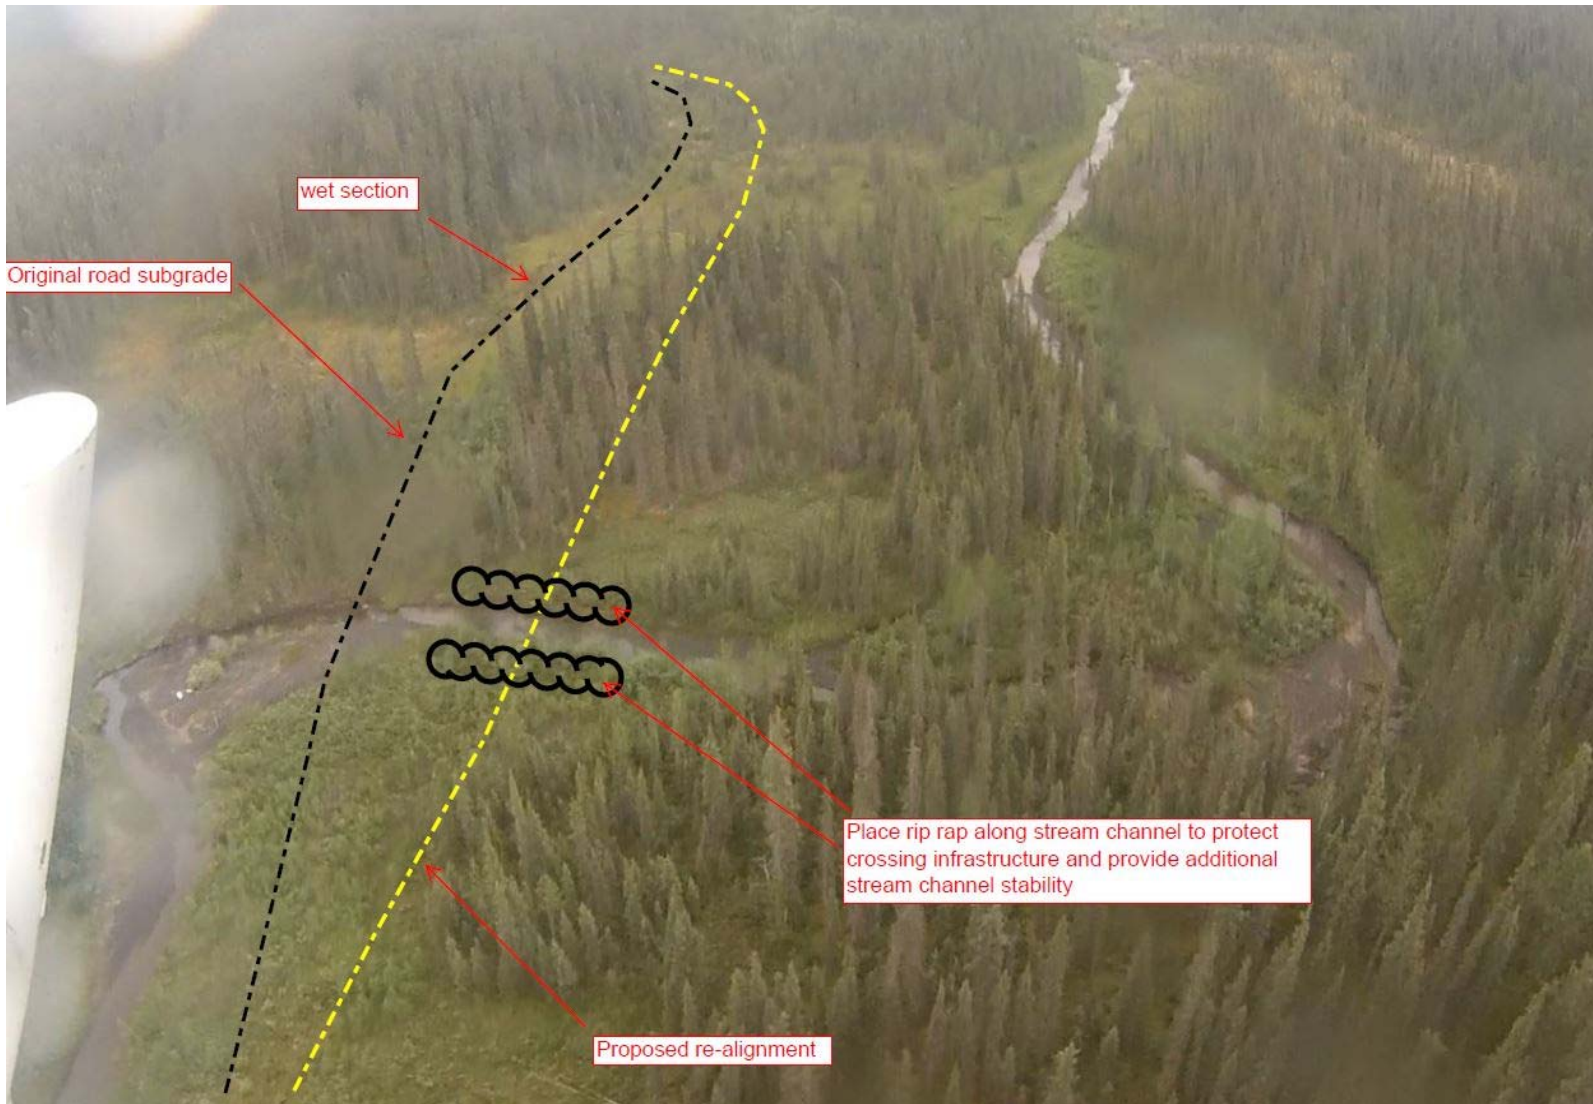 wet section
Original road subgrade
Place rip rap along stream channel to protect
crossing infrastructure and provide additional
stream channel stability
Proposed re-alignment